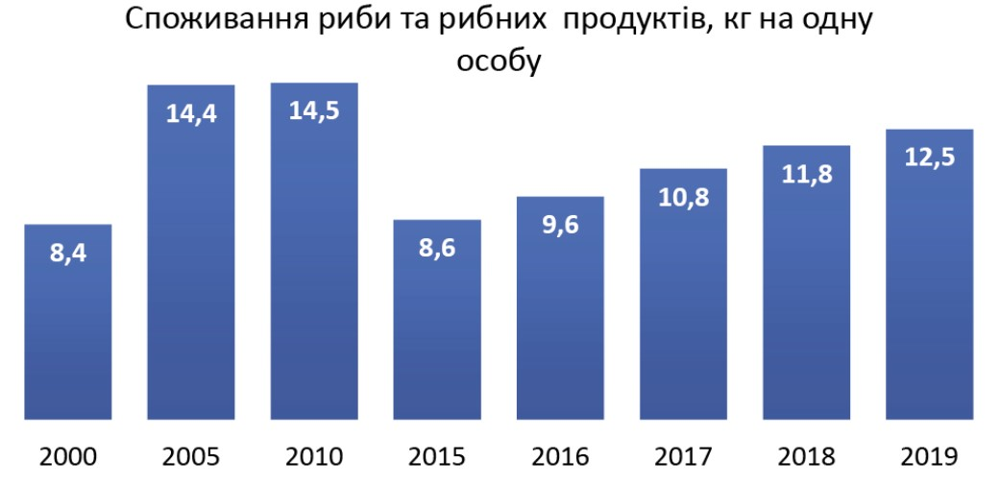 Споживання риби та рибних продуктів, кг на одну
особу
8,4
14,4
14,5
8,6
9,6
10,8
11,8
12,5
2000 2005 2010 2015 2016 2017 2018 2019